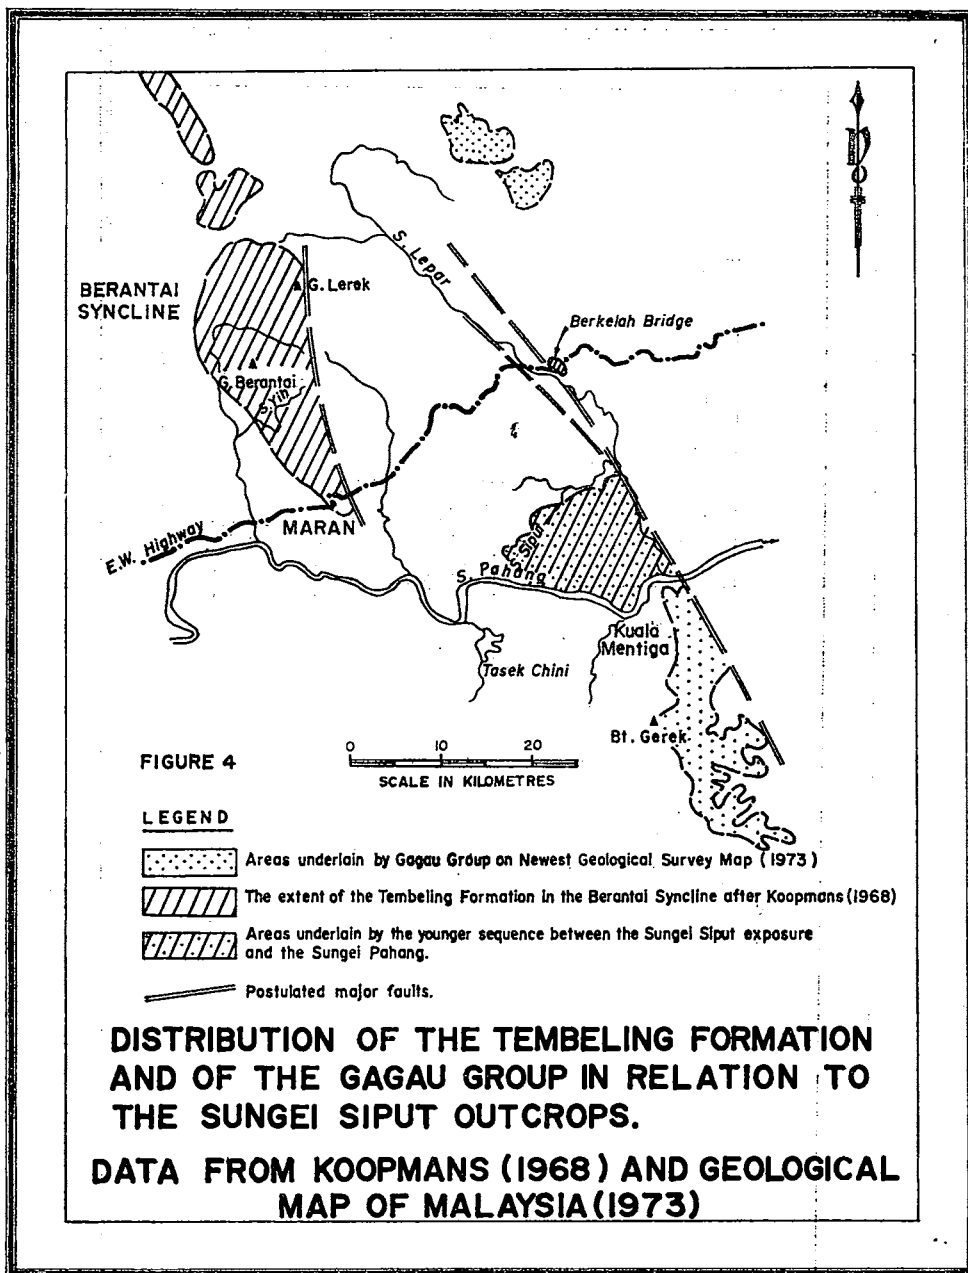 S. Lepar
BERANTAI
SYNCLINE
G. Lerek
Berkelah Bridge
G. Berantai
S. Yih
MARAN
E.W. Highway
S. Siput
S. Pahang
Kuala
Mentiga
Tasek Chini
Bt. Gerek
FIGURE 4
0 10 20
SCALE IN KILOMETRES
LEGEND
Areas underlain by Gagau Group on Newest Geological Survey Map (1973)
The extent of the Tembeling Formation in the Berantai Syncline after Koopmans (1968)
Areas underlain by the younger sequence between the Sungei Siput exposure
and the Sungei Pahang.
Postulated major faults.
DISTRIBUTION OF THE TEMBELING FORMATION
AND OF THE GAGAU GROUP IN RELATION TO
THE SUNGEI SIPUT OUTCROPS.
DATA FROM KOOPMANS (1968) AND GEOLOGICAL
MAP OF MALAYSIA (1973)